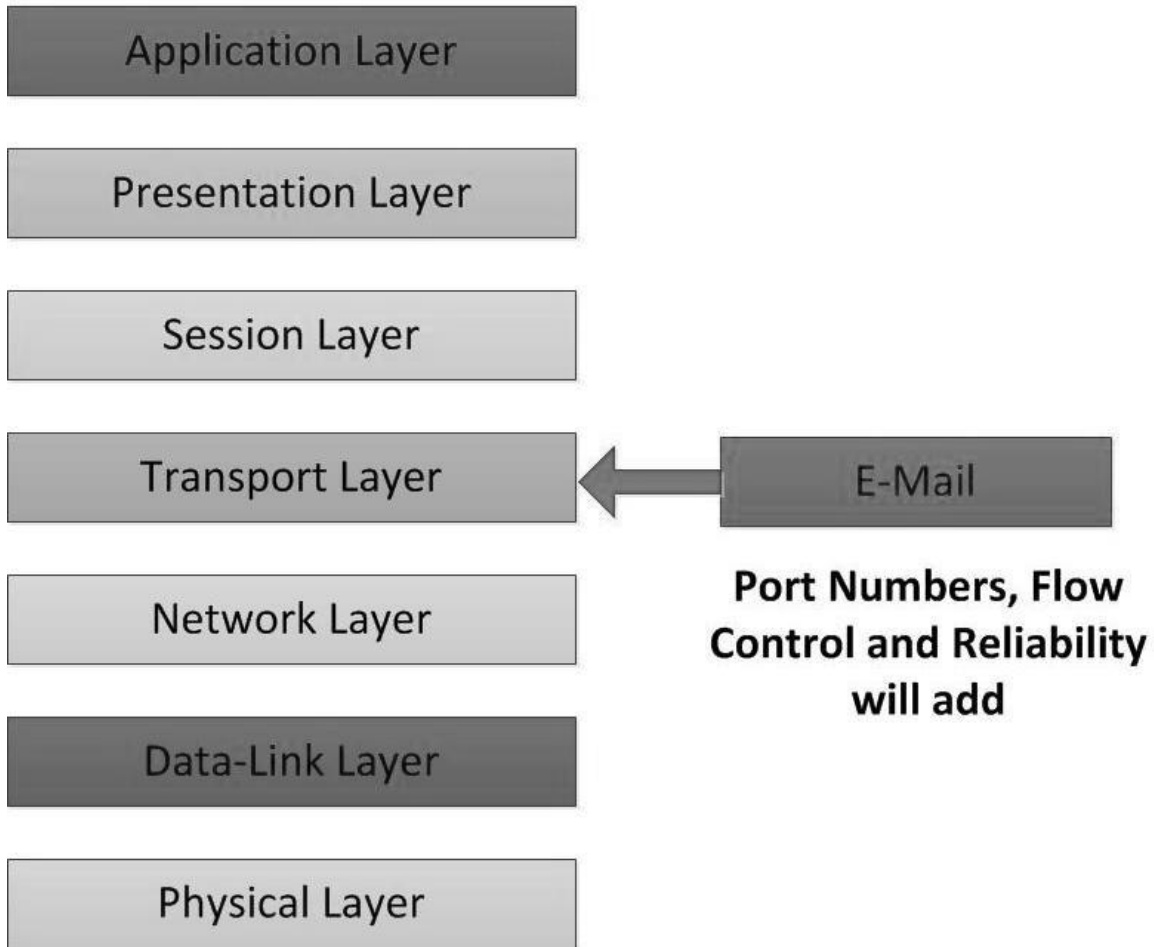 Application Layer
Presentation Layer
Session Layer
Transport Layer
E-Mail
Port Numbers, Flow
Control and Reliability
will add
Network Layer
Data-Link Layer
Physical Layer